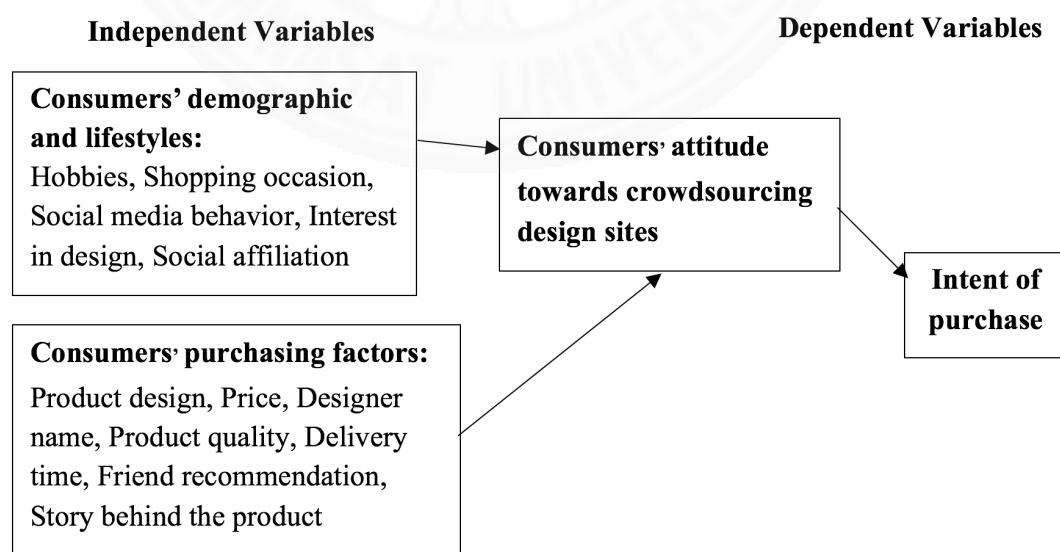 Independent Variables
Dependent Variables
Consumers’ demographic
and lifestyles:
Hobbies, Shopping occasion,
Social media behavior, Interest
in design, Social affiliation
Consumers’ attitude
towards crowdsourcing
design sites
Intent of
purchase
Consumers’ purchasing factors:
Product design, Price, Designer
name, Product quality, Delivery
time, Friend recommendation,
Story behind the product